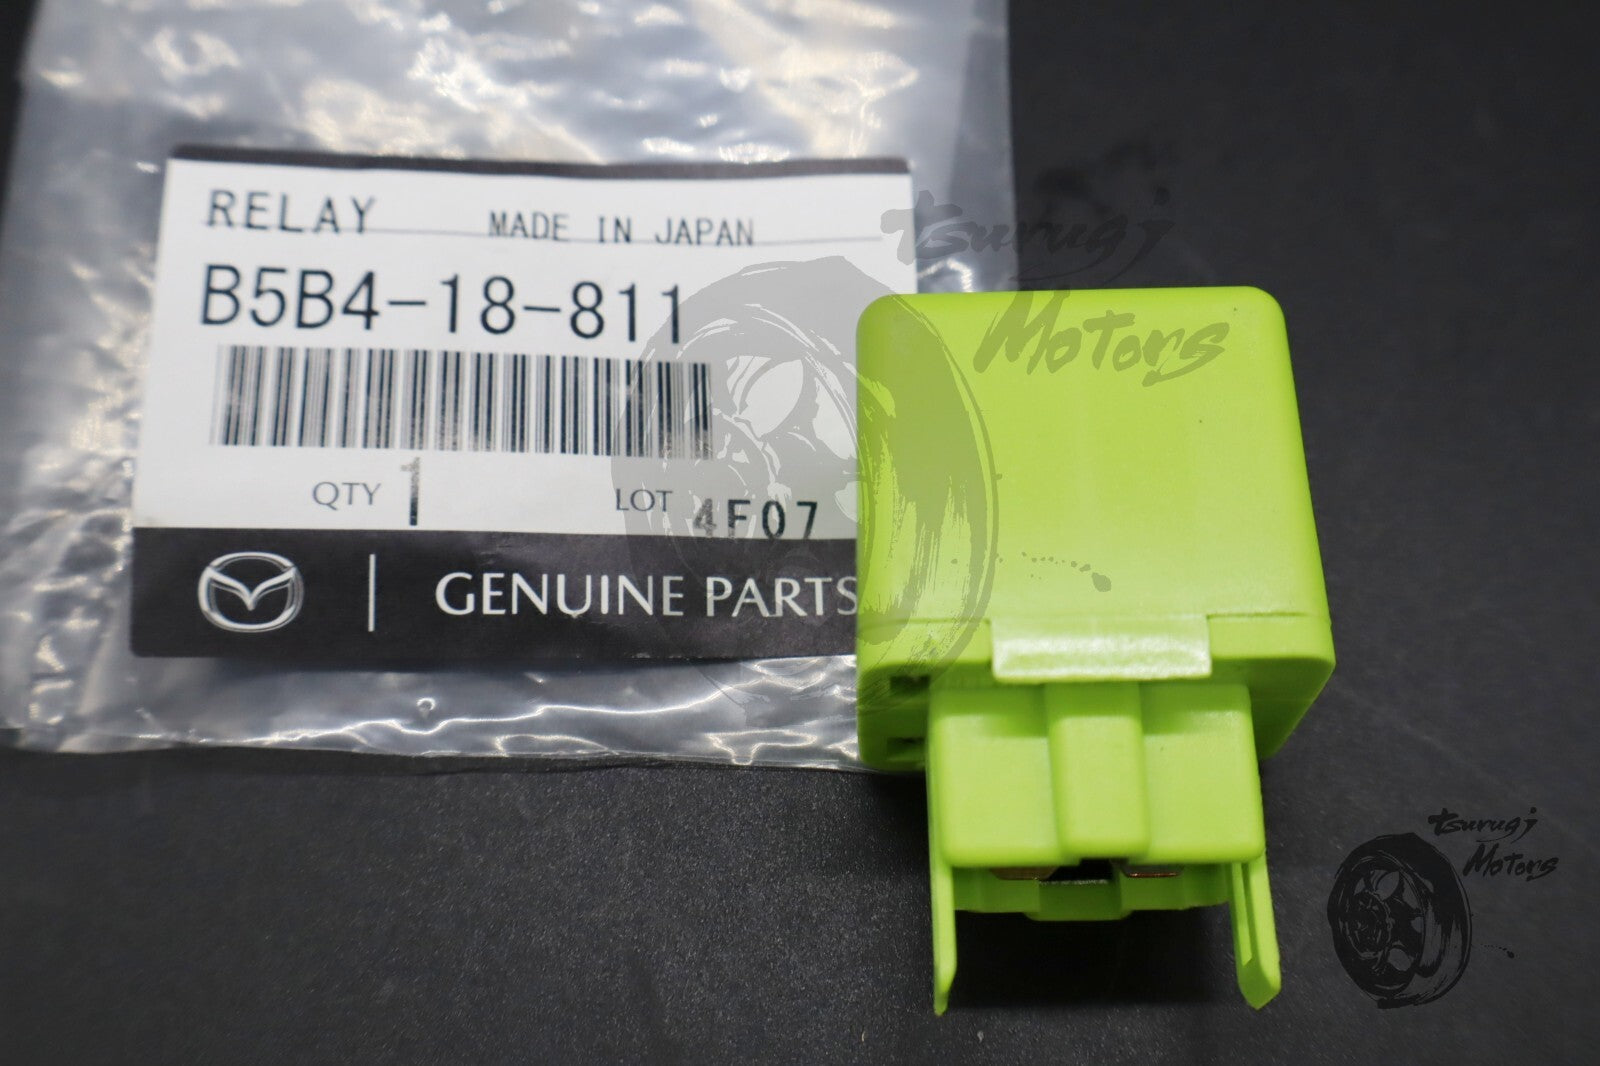 RELAY MADE IN JAPAN
B5B4-18-811
QTY 1 LOT 4F07
GENUINE PARTS
tsurugi
Motors
tsurugi
Motors